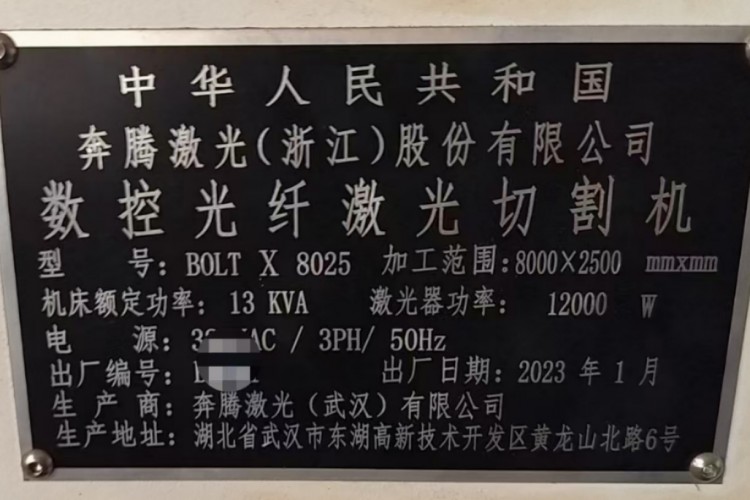 中华人民共和国
奔腾激光(浙江)股份有限公司
数控光纤激光切割机
型 号: BOLT X 8025 加工范围:8000×2500 mmxmm
机床额定功率: 13 KVA 激光器功率: 12000 W
电 源: / 3PH/ 50Hz
出厂编号: 出厂日期: 2023 年 1 月
生 产 商: 奔腾激光 (武汉) 有限公司
生产地址: 湖北省武汉市东湖高新技术开发区黄龙山北路6号